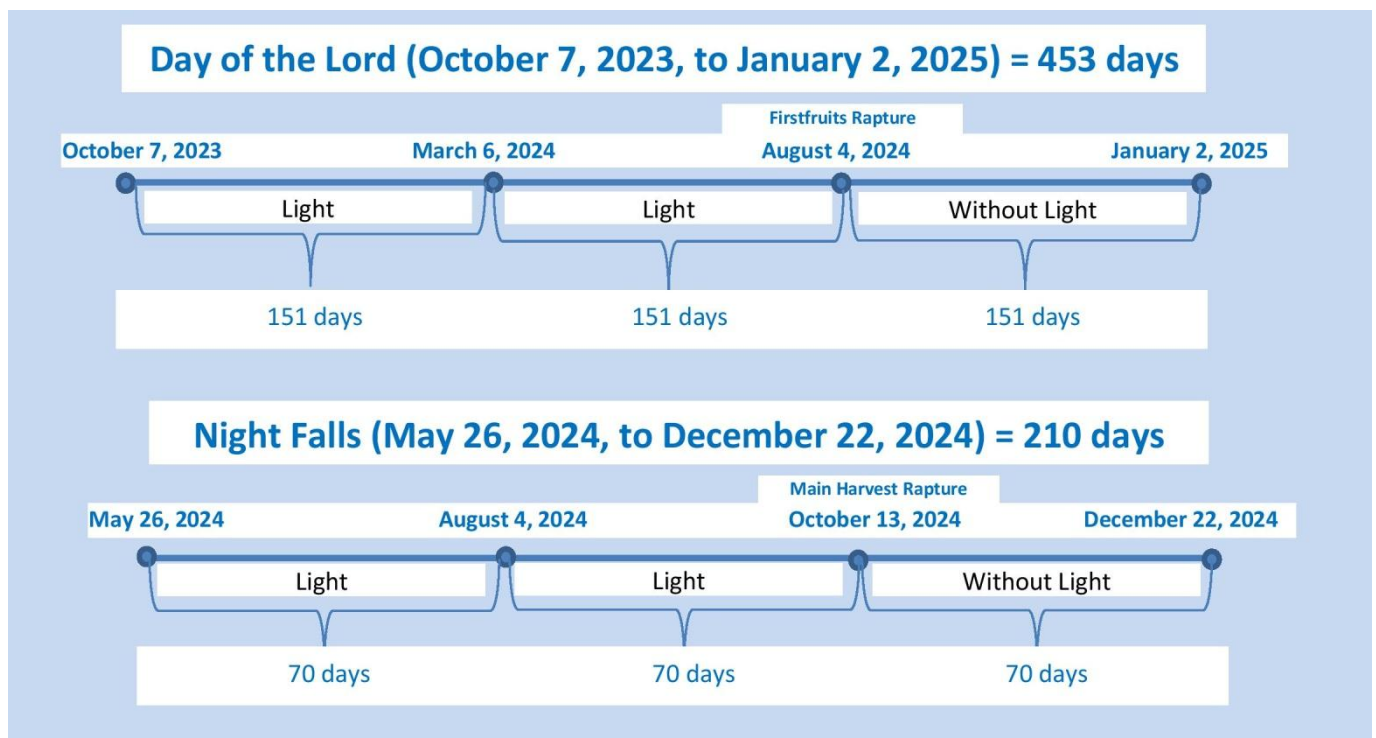 Day of the Lord (October 7, 2023, to January 2, 2025) = 453 days
Firstfruits Rapture
October 7, 2023 March 6, 2024 August 4, 2024 January 2, 2025
Light Light Without Light
151 days 151 days 151 days
Night Falls (May 26, 2024, to December 22, 2024) = 210 days
Main Harvest Rapture
May 26, 2024 August 4, 2024 October 13, 2024 December 22, 2024
Light Light Without Light
70 days 70 days 70 days